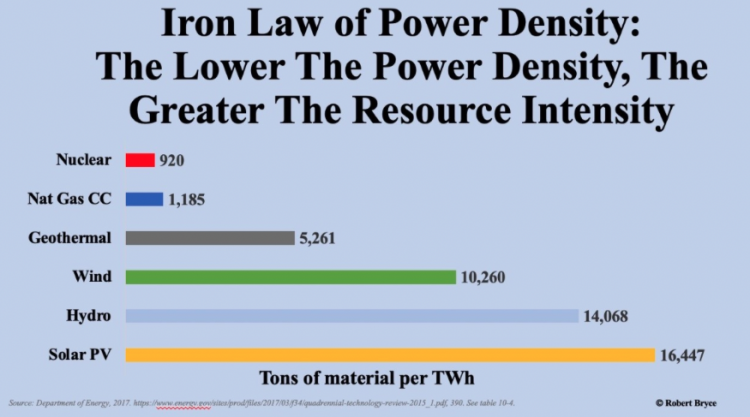 Iron Law of Power Density:
The Lower The Power Density, The
Greater The Resource Intensity
Nuclear 920
Nat Gas CC 1,185
Geothermal 5,261
Wind 10,260
Hydro 14,068
Solar PV 16,447
Tons of material per TWh
Source: Department of Energy, 2017. https://www.energy.gov/sites/prod/files/2017/03/f34/quadrennial-technology-review-2015_1.pdf, 390. See table 10-4.
© Robert Bryce